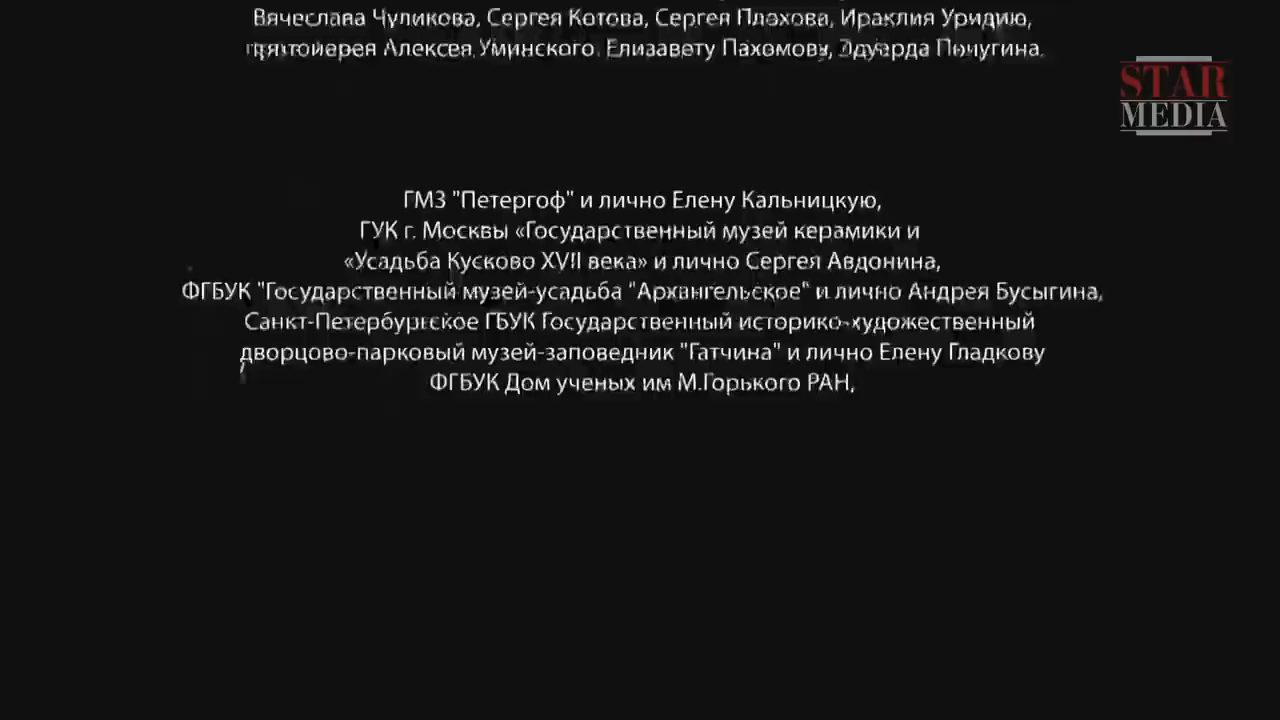 Вячеслава Чуликова, Сергея Котова, Сергея Плахова, Ираклия Уридию,
протоиерея Алексея Уминского. Елизавету Пахомову, Эдуарда Пичугина.
STAR
MEDIA
ГМЗ "Петергоф" и лично Елену Кальницкую,
ГУК г. Москвы «Государственный музей керамики и
«Усадьба Кусково XVII века» и лично Сергея Авдонина,
ФГБУК "Государственный музей-усадьба "Архангельское" и лично Андрея Бусыгина,
Санкт-Петербургское ГБУК Государственный историко-художественный
дворцово-парковый музей-заповедник "Гатчина" и лично Елену Гладкову
ФГБУК Дом ученых им М.Горького РАН,